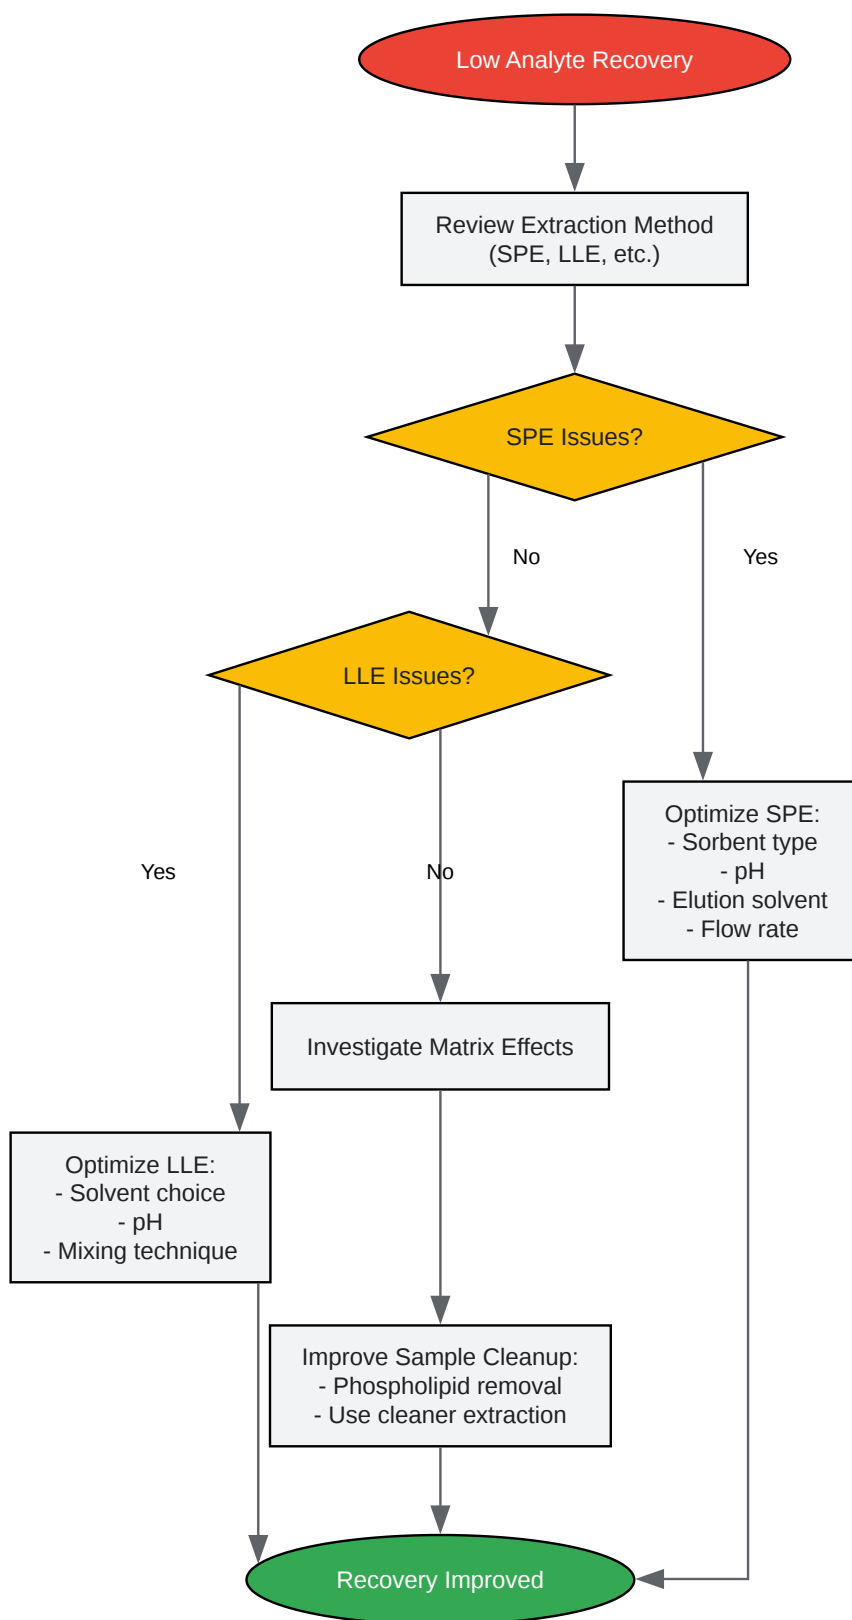 Low Analyte Recovery
Review Extraction Method
(SPE, LLE, etc.)
SPE Issues?
No
Yes
LLE Issues?
Optimize SPE:
- Sorbent type
- pH
- Elution solvent
- Flow rate
Yes
No
Investigate Matrix Effects
Optimize LLE:
- Solvent choice
- pH
- Mixing technique
Improve Sample Cleanup:
- Phospholipid removal
- Use cleaner extraction
Recovery Improved